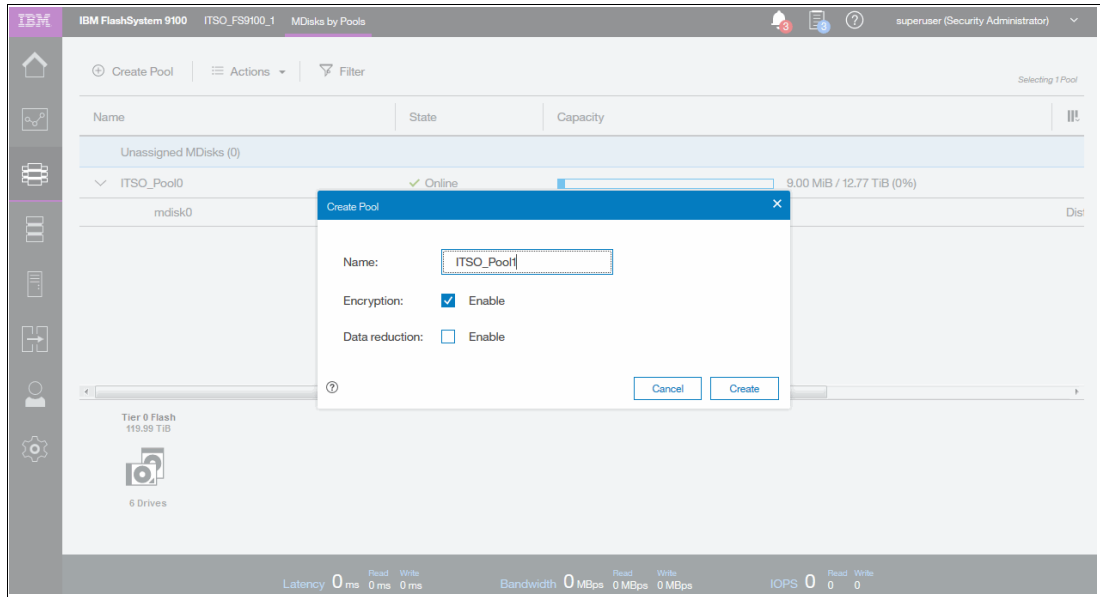 IBM IBM FlashSystem 9100 ITSO_FS9100_1 MDisks by Pools 3 3 ? superuser (Security Administrator)
Create Pool Actions Filter
Selecting 1 Pool
Name State Capacity
Unassigned MDisks (0)
ITSO_Pool0 Online 9.00 MiB / 12.77 TiB (0%)
mdisk0 Dist
Create Pool
Name: ITSO_Pool1
Encryption: Enable
Data reduction: Enable
? Cancel Create
Tier 0 Flash
119.99 TiB
6 Drives
Latency 0 ms Read 0 ms Write 0 ms Bandwidth 0 MBps Read 0 MBps Write 0 MBps IOPS 0 Read 0 Write 0